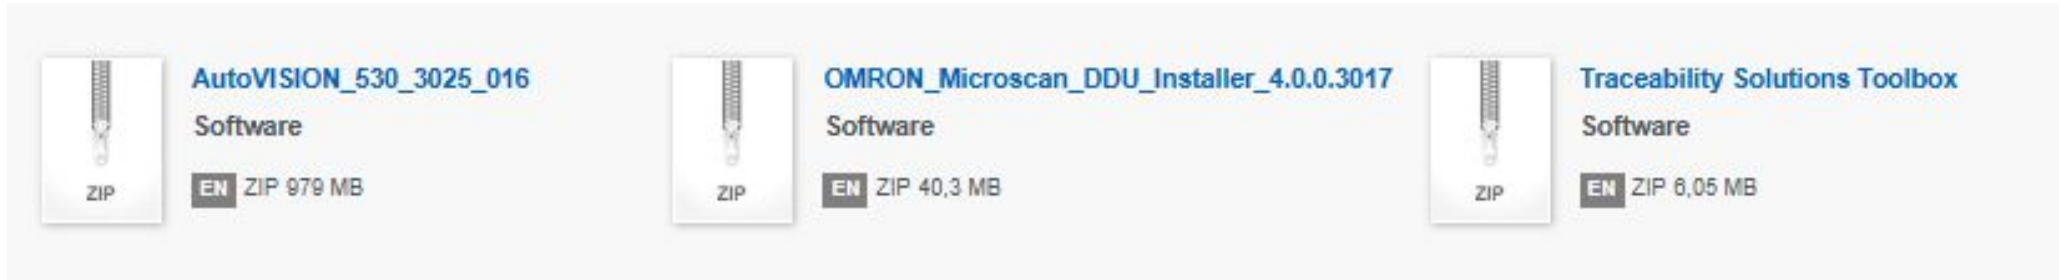 AutoVISION_530_3025_016
Software
EN ZIP 979 MB
ZIP
OMRON_Microscan_DDU_Installer_4.0.0.3017
Software
EN ZIP 40,3 MB
ZIP
Traceability Solutions Toolbox
Software
EN ZIP 6,05 MB
ZIP